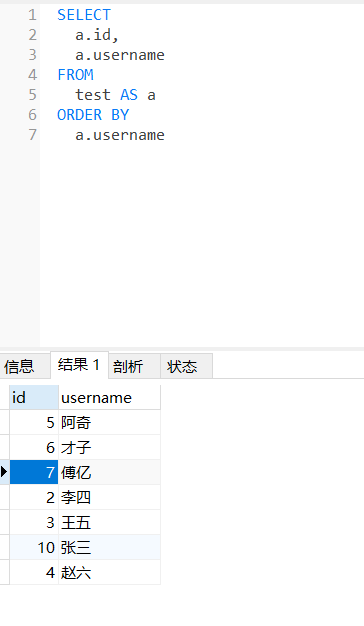 1 SELECT
2 a.id,
3 a.username
4 FROM
5 test AS a
6 ORDER BY
7 a.username
信息 结果 1 剖析 状态
id username
5 阿奇
6 才子
7 傅亿
2 李四
3 王五
10 张三
4 赵六